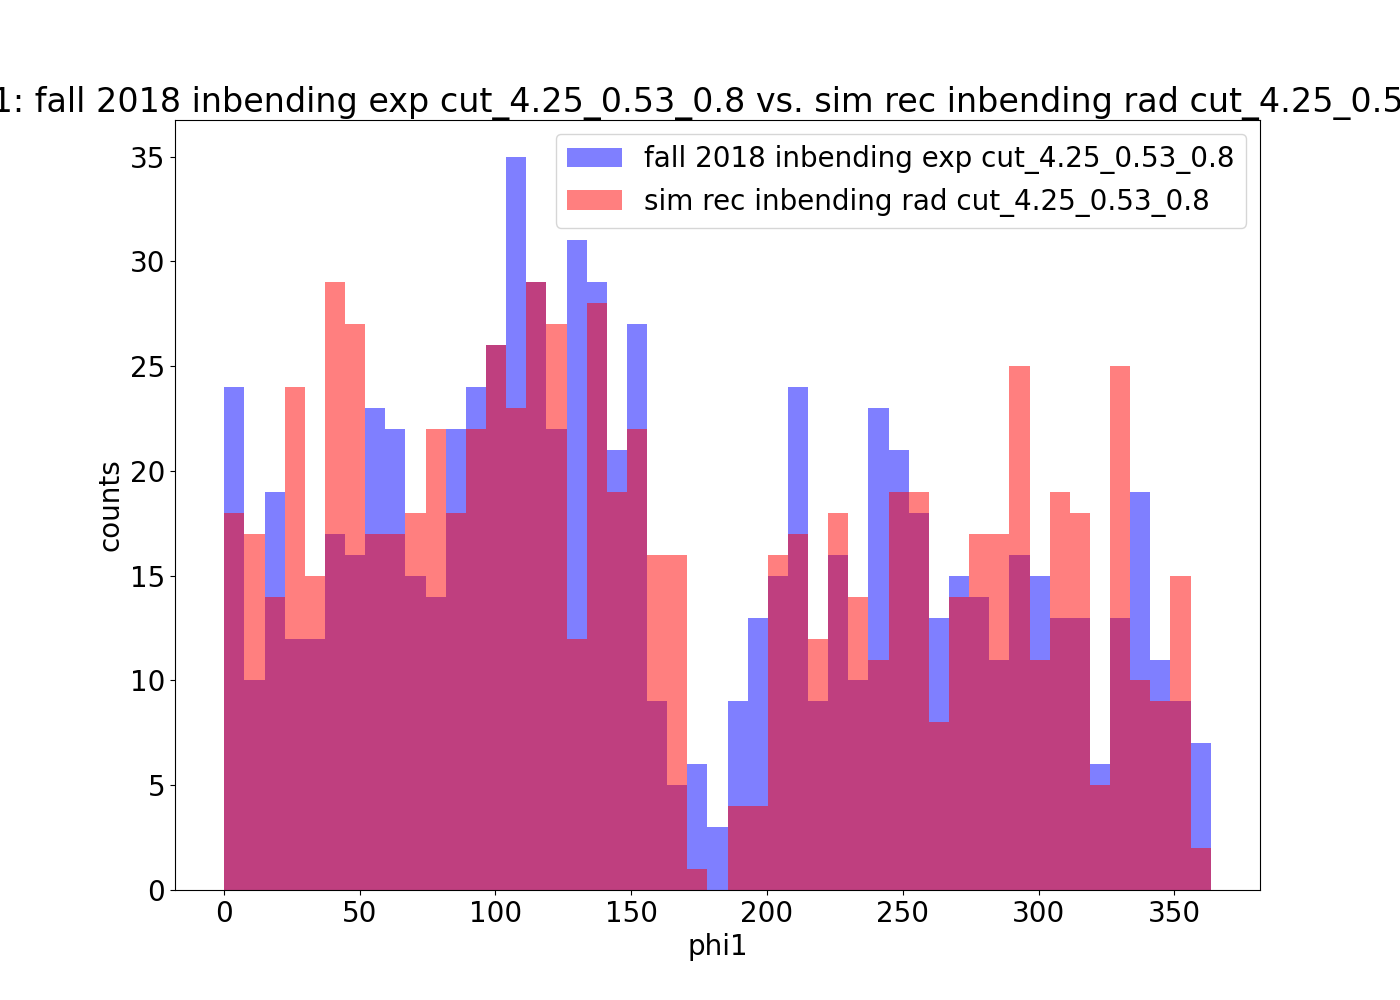 1: fall 2018 inbending exp cut_4.25_0.53_0.8 vs. sim rec inbending rad cut_4.25_0.5
fall 2018 inbending exp cut_4.25_0.53_0.8
sim rec inbending rad cut_4.25_0.53_0.8
35
30
25
20
15
10
5
0
counts
0 50 100 150 200 250 300 350
phi1